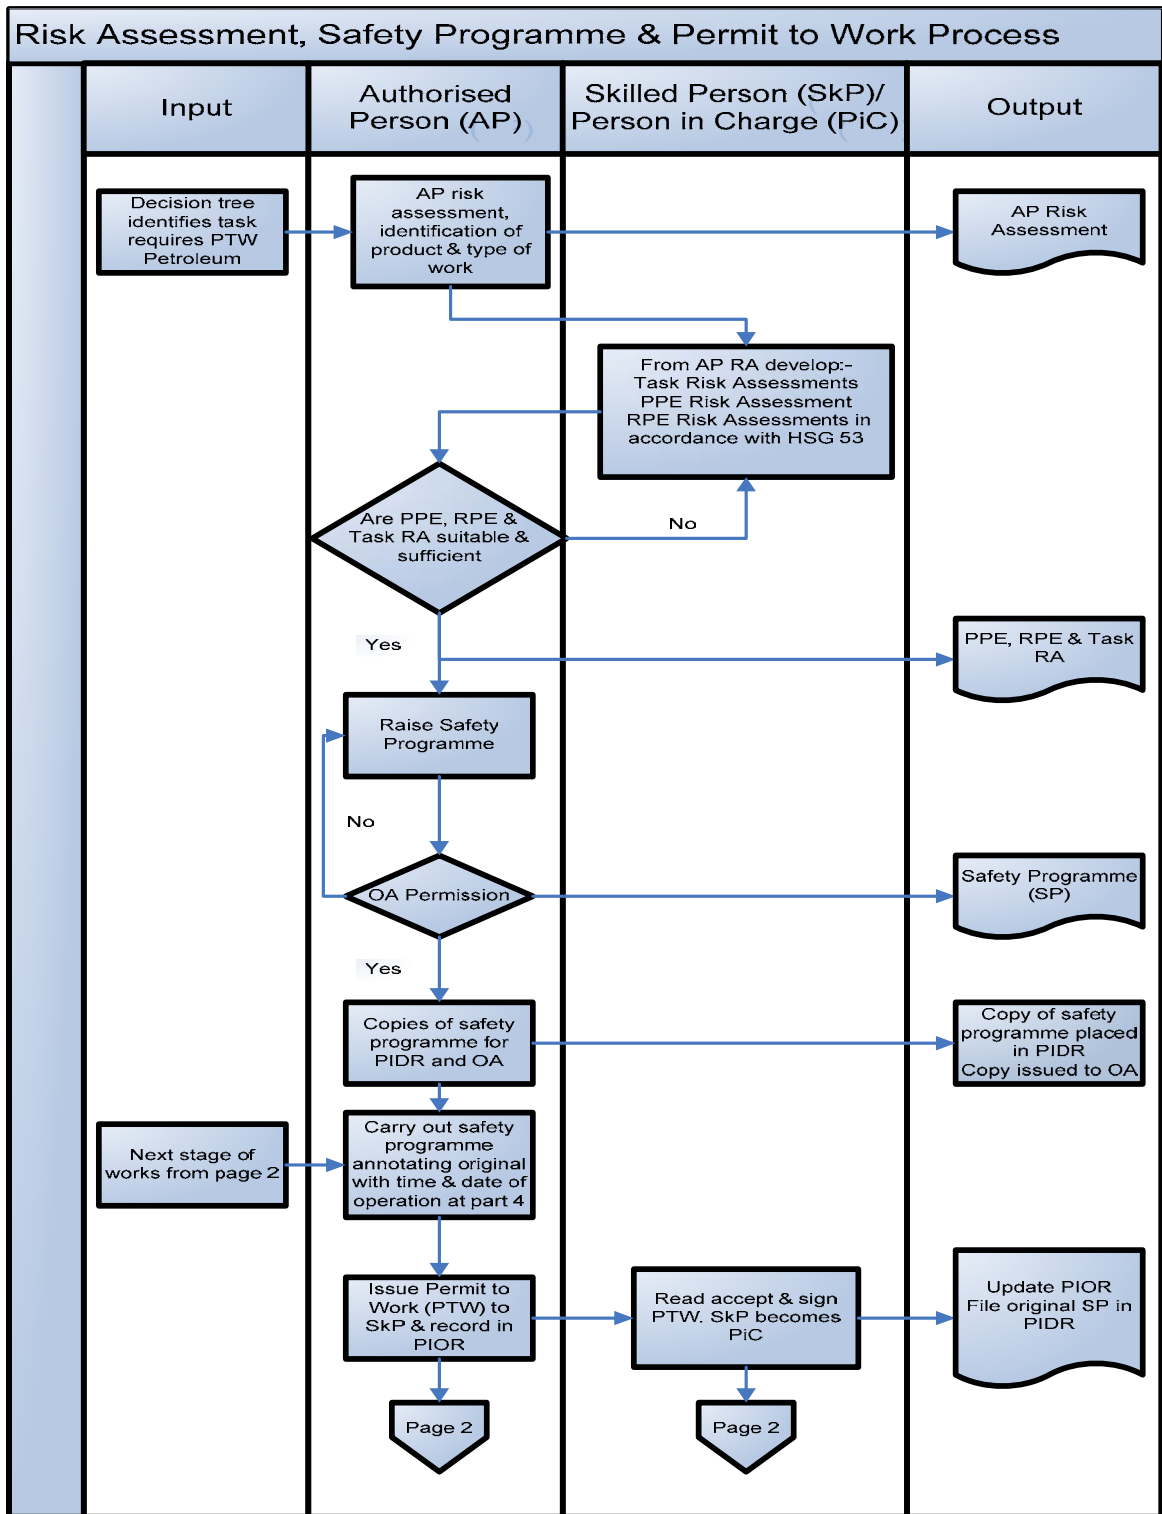 Risk Assessment, Safety Programme & Permit to Work Process
Input
Authorised
Person (AP)
Skilled Person (SkP)/
Person in Charge (PiC)
Output
Decision tree
identifies task
requires PTW
Petroleum
AP risk
assessment,
identification of
product & type of
work
AP Risk
Assessment
From AP RA develop:-
Task Risk Assessments
PPE Risk Assessment
RPE Risk Assessments in
accordance with HSG 53
Are PPE, RPE &
Task RA suitable &
sufficient
No
Yes
PPE, RPE & Task
RA
Raise Safety
Programme
No
OA Permission
Safety Programme
(SP)
Yes
Copies of safety
programme for
PIDR and OA
Copy of safety
programme placed
in PIDR
Copy issued to OA
Next stage of
works from page 2
Carry out safety
programme
annotating original
with time & date of
operation at part 4
Issue Permit to
Work (PTW) to
SkP & record in
PIOR
Read accept & sign
PTW. SkP becomes
PiC
Update PIOR
File original SP in
PIDR
Page 2
Page 2